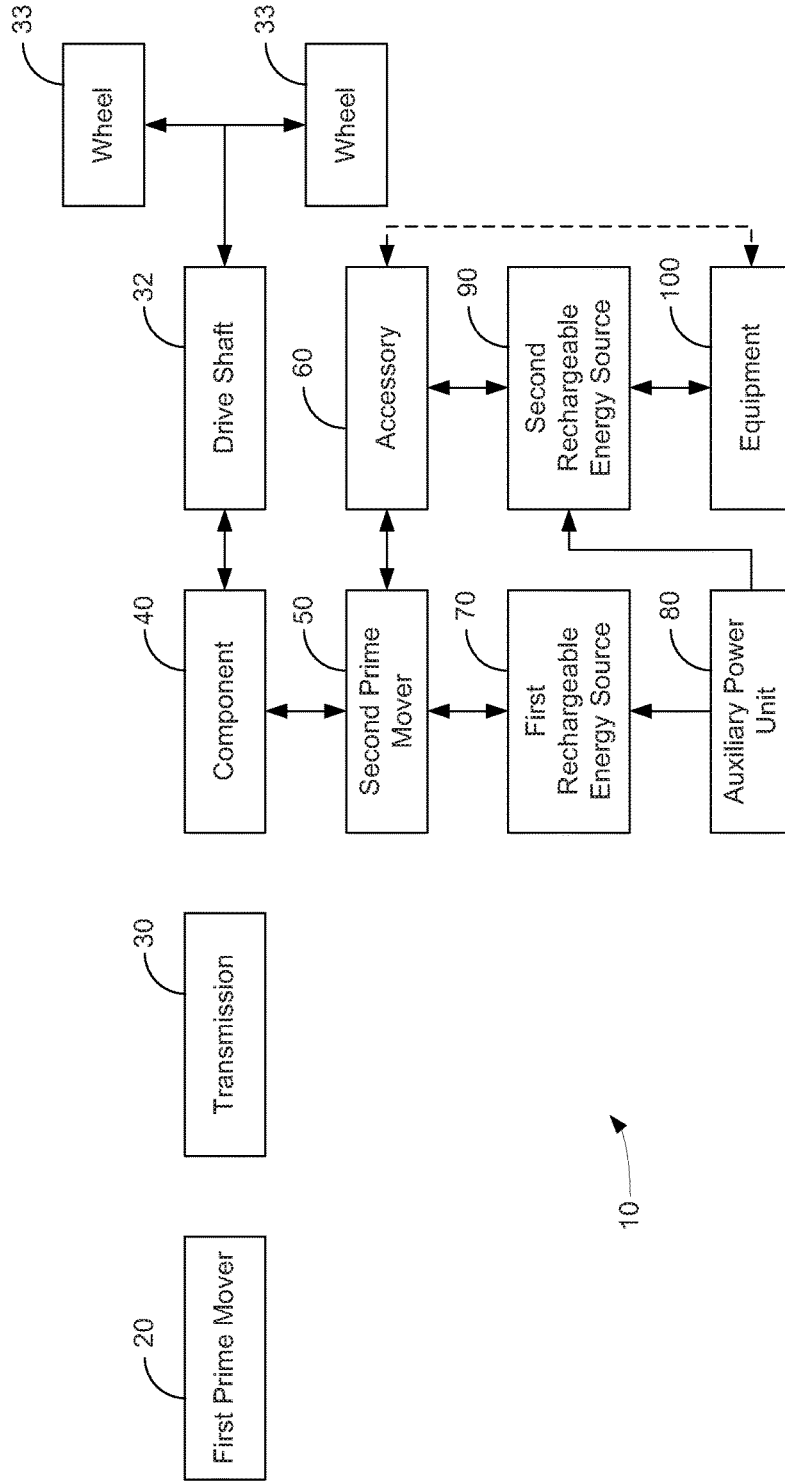 20
First Prime Mover
30
Transmission
40
Component
32
Drive Shaft
33
Wheel
33
Wheel
50
Second Prime
Mover
60
Accessory
70
First
Rechargeable
Energy Source
90
Second
Rechargeable
Energy Source
80
Auxiliary Power
Unit
100
Equipment
10